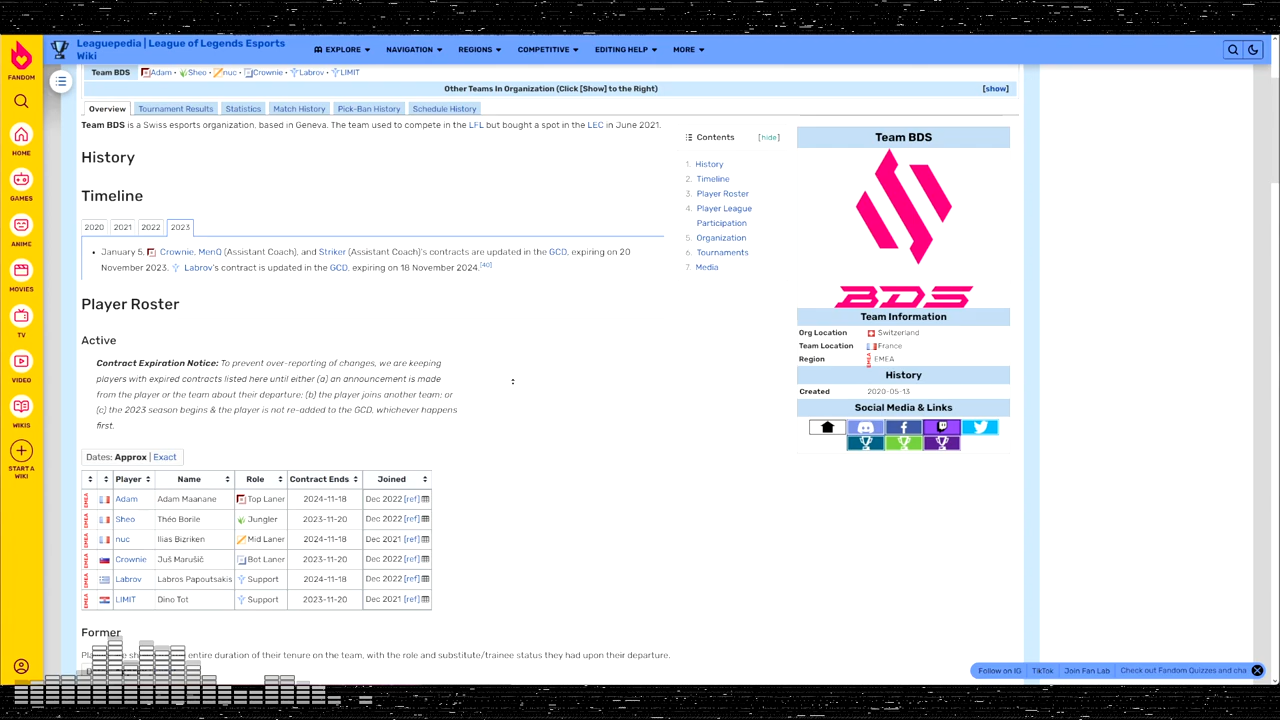 Leaguepedia | League of Legends Esports
Wiki
EXPLORE NAVIGATION REGIONS COMPETITIVE EDITING HELP MORE
FANDOM
HOME
GAMES
ANIME
MOVIES
TV
VIDEO
WIKIS
START A
WIKI
Team BDS Adam • Sheo • nuc • Crownie • Labrov • LIMIT
Other Teams In Organization (Click [Show] to the Right) [show]
Overview Tournament Results Statistics Match History Pick-Ban History Schedule History
Team BDS is a Swiss esports organization, based in Geneva. The team used to compete in the LFL but bought a spot in the LEC in June 2021.
History
Timeline
2020 2021 2022 2023
• January 5, Crownie, MenQ (Assistant Coach), and Striker (Assistant Coach)'s contracts are updated in the GCD, expiring on 20
November 2023. Labrov's contract is updated in the GCD, expiring on 18 November 2024.[40]
Player Roster
Active
Contract Expiration Notice: To prevent over-reporting of changes, we are keeping
players with expired contracts listed here until either (a) an announcement is made
from the player or the team about their departure; (b) the player joins another team; or
(c) the 2023 season begins & the player is not re-added to the GCD, whichever happens
first.
Dates: Approx | Exact
Player Name Role Contract Ends Joined
EMEA Adam Adam Maanane Top Laner 2024-11-18 Dec 2022 [ref]
EMEA Sheo Théo Borile Jungler 2023-11-20 Dec 2022 [ref]
EMEA nuc Ilias Bizriken Mid Laner 2024-11-18 Dec 2021 [ref]
EMEA Crownie Juš Marušič Bot Laner 2023-11-20 Dec 2022 [ref]
EMEA Labrov Labros Papoutsakis Support 2024-11-18 Dec 2022 [ref]
EMEA LIMIT Dino Tot Support 2023-11-20 Dec 2021 [ref]
Former
entire duration of their tenure on the team, with the role and substitute/trainee status they had upon their departure.
Contents [hide]
1. History
2. Timeline
3. Player Roster
4. Player League
Participation
5. Organization
6. Tournaments
7. Media
Team BDS
BDS
Team Information
Org Location Switzerland
Team Location France
Region EMEA EMEA
History
Created 2020-05-13
Social Media & Links
Follow on IG TikTok Join Fan Lab Check out Fandom Quizzes and cha